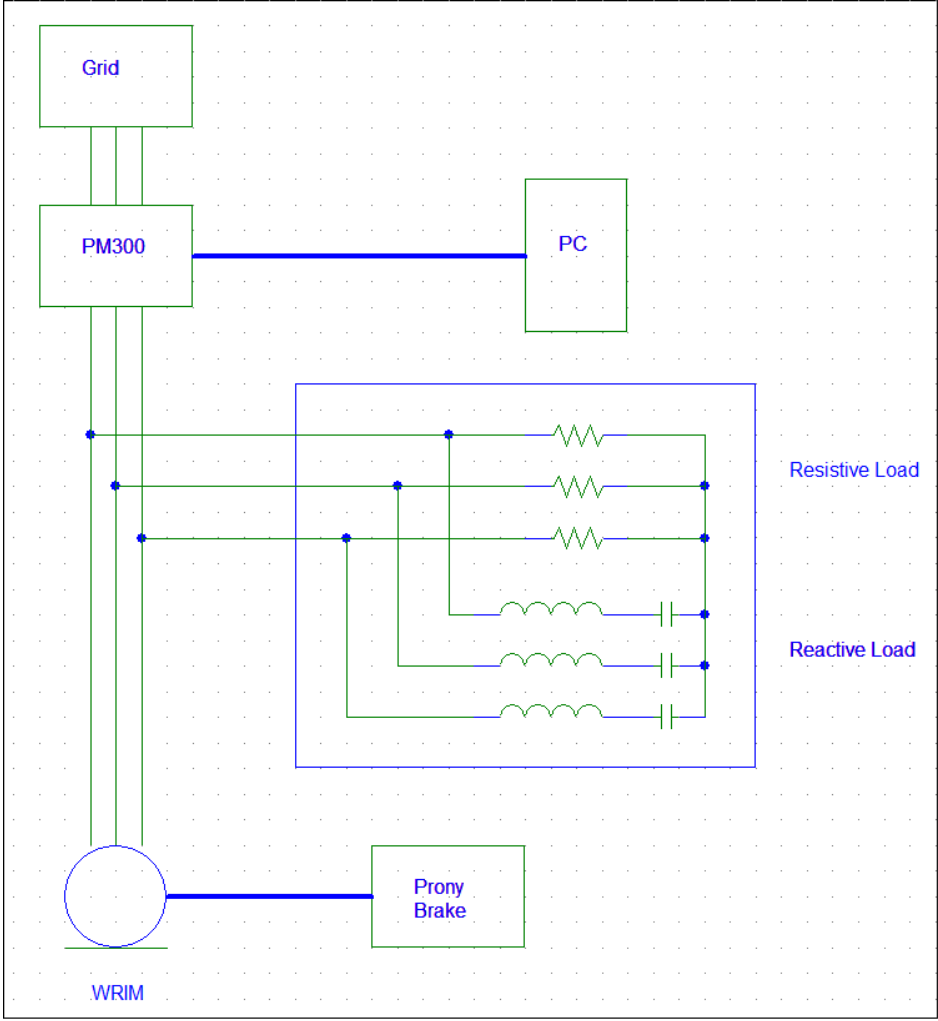 Grid
PM300
PC
Resistive Load
Reactive Load
Prony
Brake
WRIM